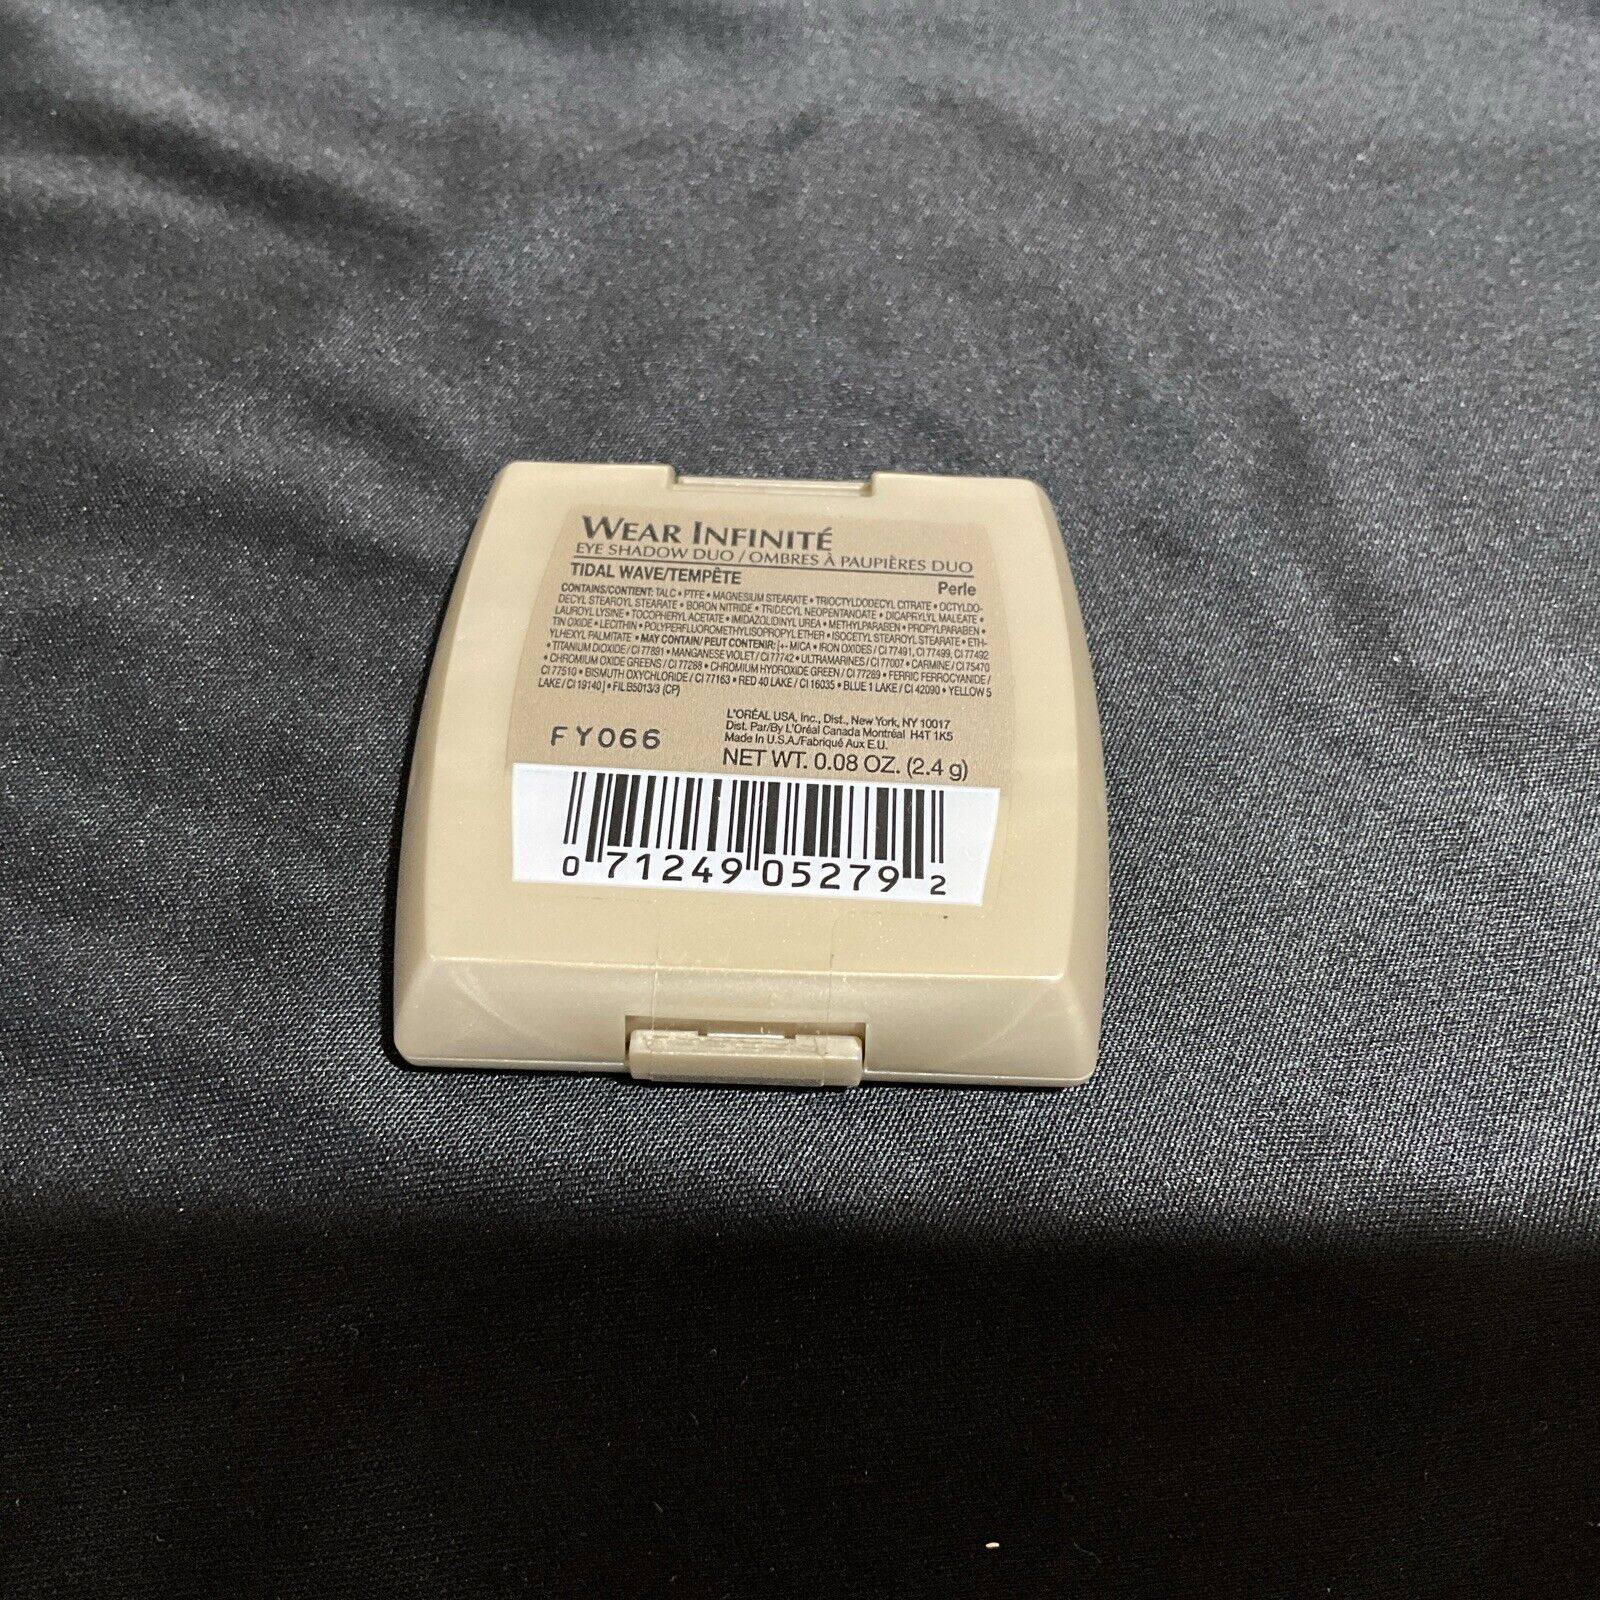 WEAR INFINITÉ
EYE SHADOW DUO / OMBRES À PAUPIÈRES DUO
TIDAL WAVE/TEMPÊTE Perle
CONTAINS/CONTIENT: TALC • PTFE • MAGNESIUM STEARATE • TRIOCTYLDODECYL CITRATE • OCTYLDO-
DECYL STEAROYL STEARATE • BORON NITRIDE • TRIDECYL NEOPENTANOATE • DICAPRYLYL MALEATE •
LAUROYL LYSINE • TOCOPHERYL ACETATE • IMIDAZOLIDINYL UREA • METHYLPARABEN • PROPYLPARABEN •
TIN OXIDE • LECITHIN • POLYPERFLUOROMETHYLISOPROPYL ETHER • ISOCETYL STEAROYL STEARATE • ETH-
YLHEXYL PALMITATE • MAY CONTAIN/PEUT CONTENIR: [+- MICA • IRON OXIDES / CI 77491, CI 77499, CI 77492
• TITANIUM DIOXIDE / CI 77891 • MANGANESE VIOLET / CI 77742 • ULTRAMARINES / CI 77007 • CARMINE / CI 75470
• CHROMIUM OXIDE GREENS / CI 77288 • CHROMIUM HYDROXIDE GREEN / CI 77289 • FERRIC FERROCYANIDE /
CI 77510 • BISMUTH OXYCHLORIDE / CI 77163 • RED 40 LAKE / CI 16035 • BLUE 1 LAKE / CI 42090 • YELLOW 5
LAKE / CI 19140] • FIL B5013/3 (CP)
L'ORÉAL USA, Inc., Dist., New York, NY 10017
Dist. Par/By L'Oréal Canada Montréal H4T 1K5
Made In U.S.A./Fabriqué Aux E.U.
FY066
NET WT. 0.08 OZ. (2.4 g)
0 71249 05279 2